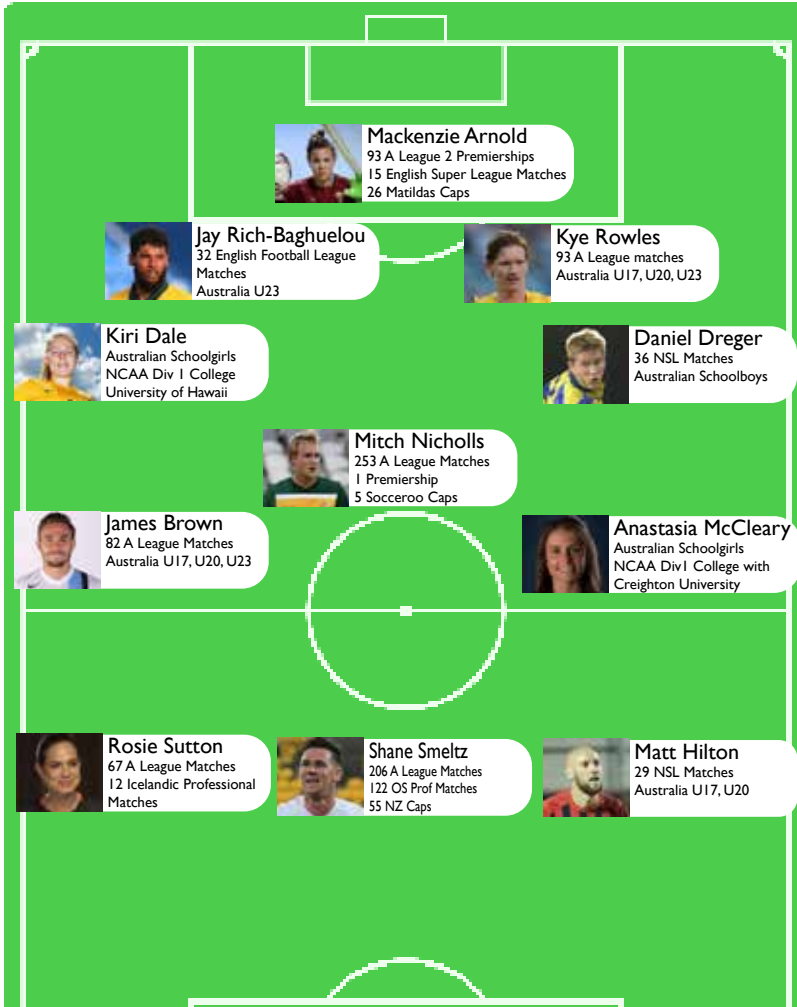 Mackenzie Arnold
93 A League 2 Premierships
15 English Super League Matches
26 Matildas Caps
Jay Rich-Baghuelou
32 English Football League
Matches
Australia U23
Kye Rowles
93 A League matches
Australia U17, U20, U23
Kiri Dale
Australian Schoolgirls
NCAA Div 1 College
University of Hawaii
Daniel Dreger
36 NSL Matches
Australian Schoolboys
Mitch Nicholls
253 A League Matches
1 Premiership
5 Socceroo Caps
James Brown
82 A League Matches
Australia U17, U20, U23
Anastasia McCleary
Australian Schoolgirls
NCAA Div1 College with
Creighton University
Rosie Sutton
67 A League Matches
12 Icelandic Professional
Matches
Shane Smeltz
206 A League Matches
122 OS Prof Matches
55 NZ Caps
Matt Hilton
29 NSL Matches
Australia U17, U20